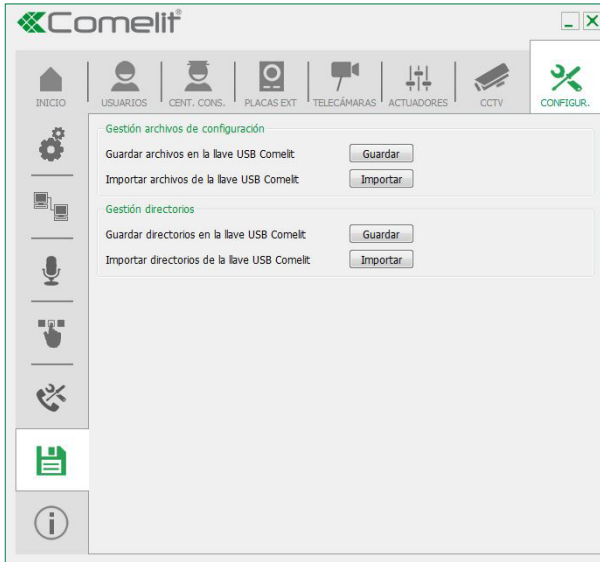 Comelit®
INICIO
USUARIOS
CENT. CONS.
PLACAS EXT
TELECÁMARAS
ACTUADORES
CCTV
CONFIGUR.
Gestión archivos de configuración
Guardar archivos en la llave USB Comelit Guardar
Importar archivos de la llave USB Comelit Importar
Gestión directorios
Guardar directorios en la llave USB Comelit Guardar
Importar directorios de la llave USB Comelit Importar